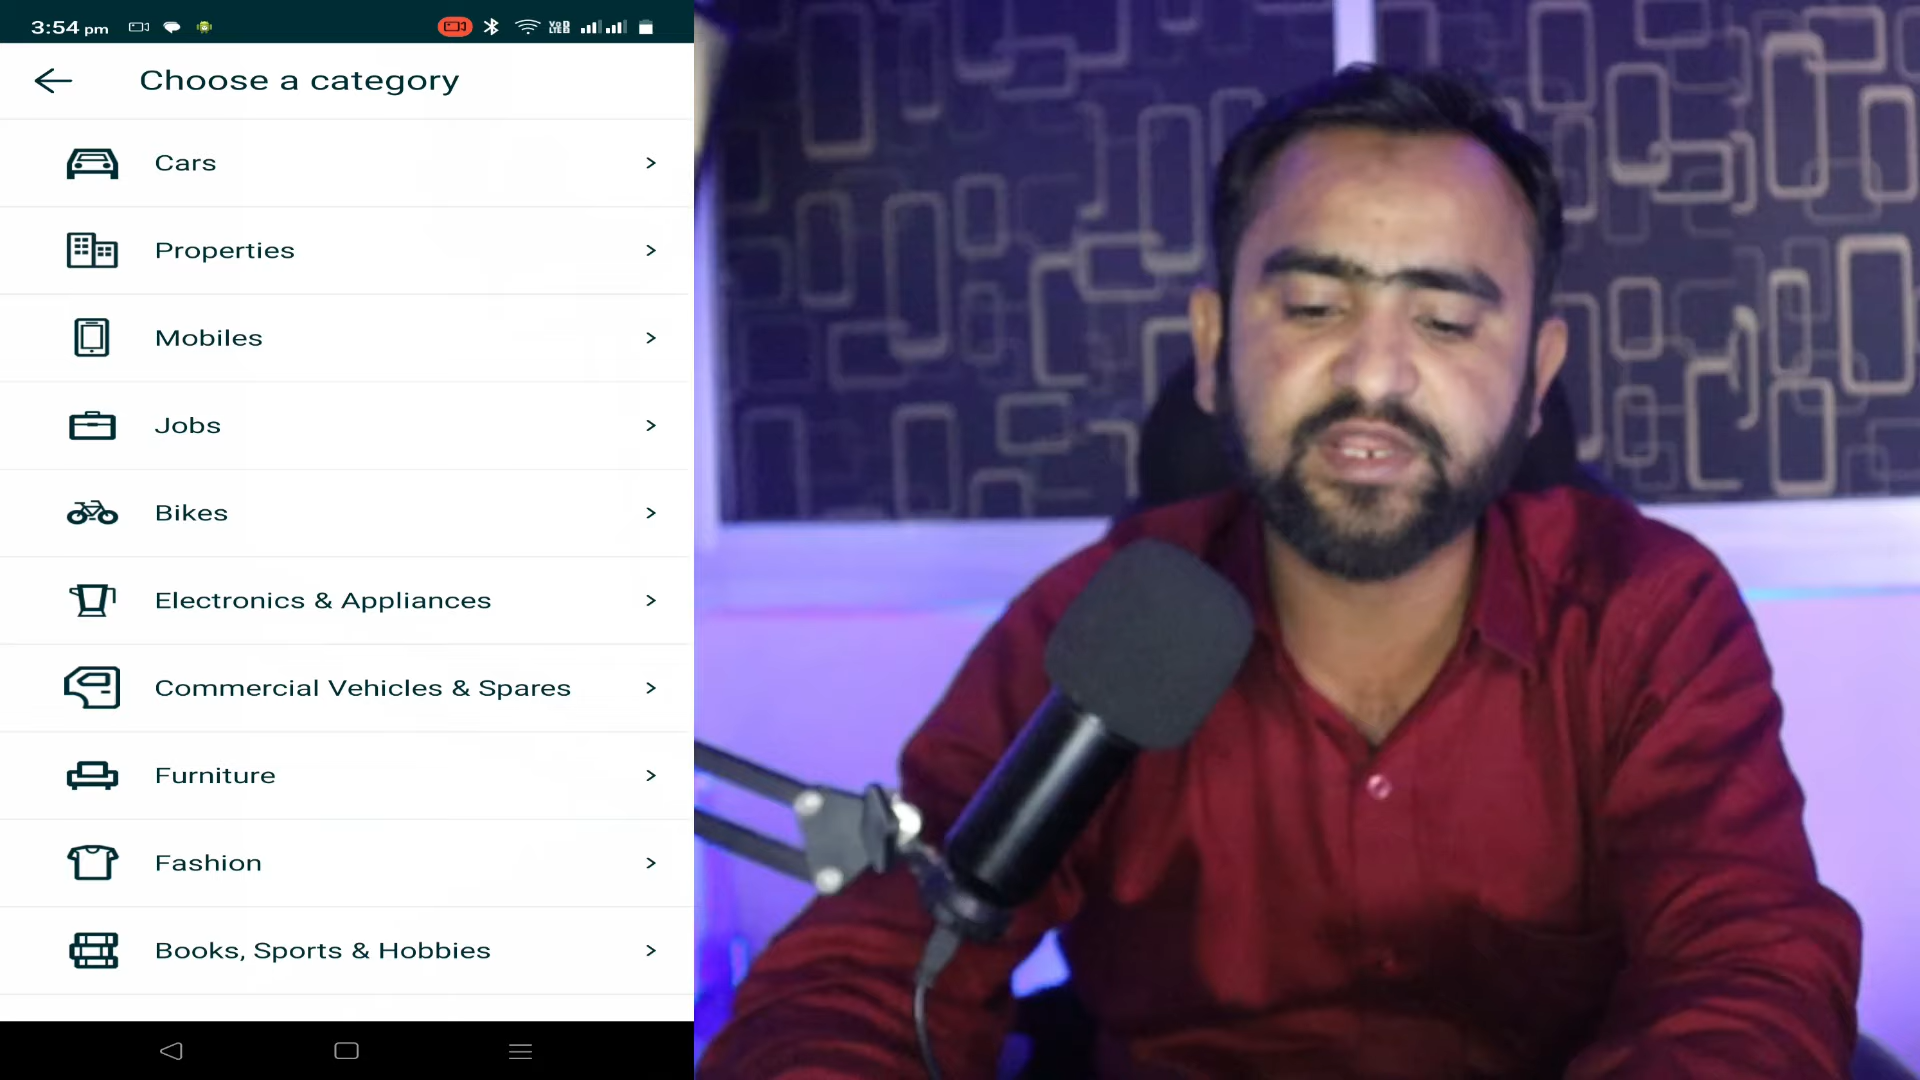 3:54 pm
Choose a category
Cars
Properties
Mobiles
Jobs
Bikes
Electronics & Appliances
Commercial Vehicles & Spares
Furniture
Fashion
Books, Sports & Hobbies